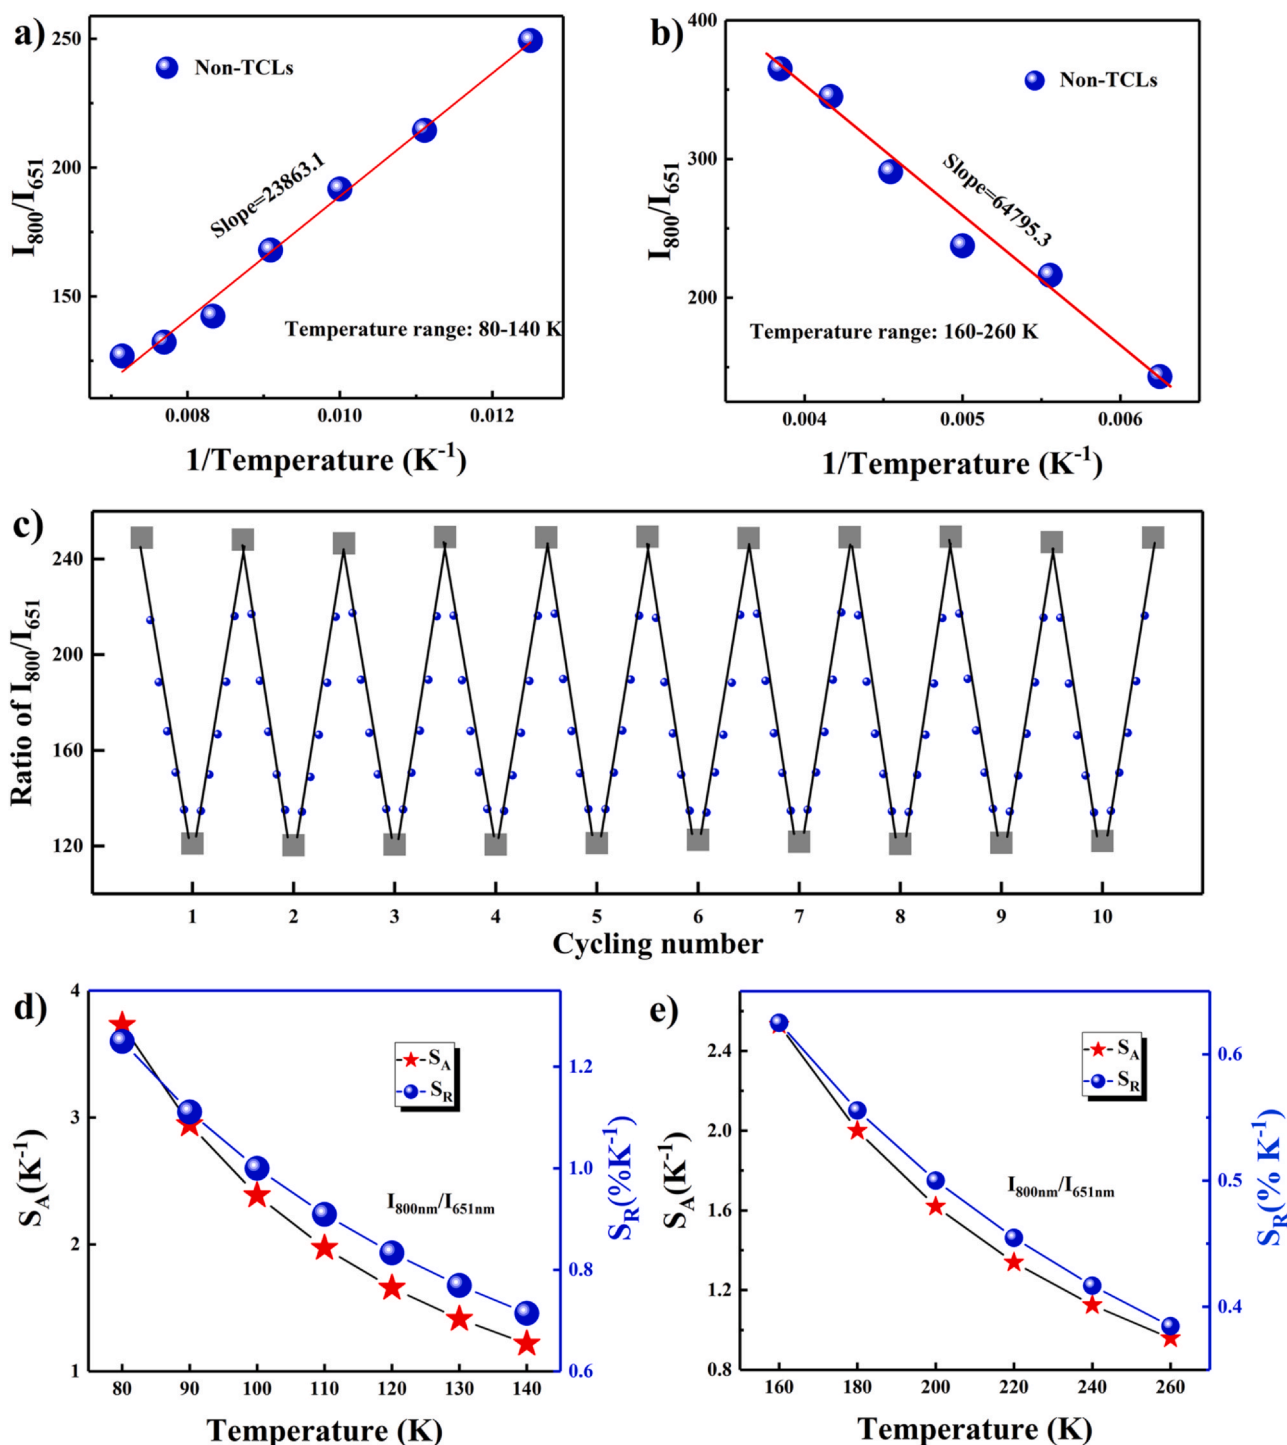 a)
Non-TCLs
Slope=23863.1
Temperature range: 80-140 K
I800/I651
250
200
150
0.008 0.010 0.012
1/Temperature (K-1)
b)
Non-TCLs
Slope=64795.3
Temperature range: 160-260 K
I800/I651
400
300
200
0.004 0.005 0.006
1/Temperature (K-1)
c)
Ratio of I800/I651
240
200
160
120
1 2 3 4 5 6 7 8 9 10
Cycling number
d)
SA
SR
I800nm/I651nm
SA(K-1)
4
3
2
1
SR(%K-1)
1.2
1.0
0.8
0.6
80 90 100 110 120 130 140
Temperature (K)
e)
SA
SR
I800nm/I651nm
SA(K-1)
2.4
2.0
1.6
1.2
0.8
SR(% K-1)
0.6
0.5
0.4
160 180 200 220 240 260
Temperature (K)